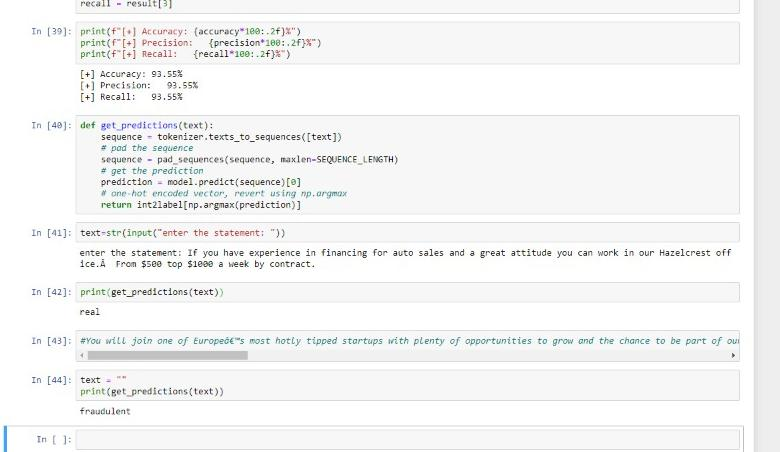 recall = result[3]
In [39]: print(f"[+] Accuracy: {accuracy*100:.2f}%")
print(f"[+] Precision:   {precision*100:.2f}%")
print(f"[+] Recall:   {recall*100:.2f}%")
[+] Accuracy: 93.55%
[+] Precision:   93.55%
[+] Recall:   93.55%
In [40]: def get_predictions(text):
    sequence = tokenizer.texts_to_sequences([text])
    # pad the sequence
    sequence = pad_sequences(sequence, maxlen=SEQUENCE_LENGTH)
    # get the prediction
    prediction = model.predict(sequence)[0]
    # one-hot encoded vector, revert using np.argmax
    return int2label[np.argmax(prediction)]
In [41]: text=str(input("enter the statement: "))
enter the statement: If you have experience in financing for auto sales and a great attitude you can work in our Hazelcrest off
ice.Â  From $500 top $1000 a week by contract.
In [42]: print(get_predictions(text))
real
In [43]: #You will join one of Europeâ€™s most hotly tipped startups with plenty of opportunities to grow and the chance to be part of ou
In [44]: text = ""
print(get_predictions(text))
fraudulent
In [ ]: